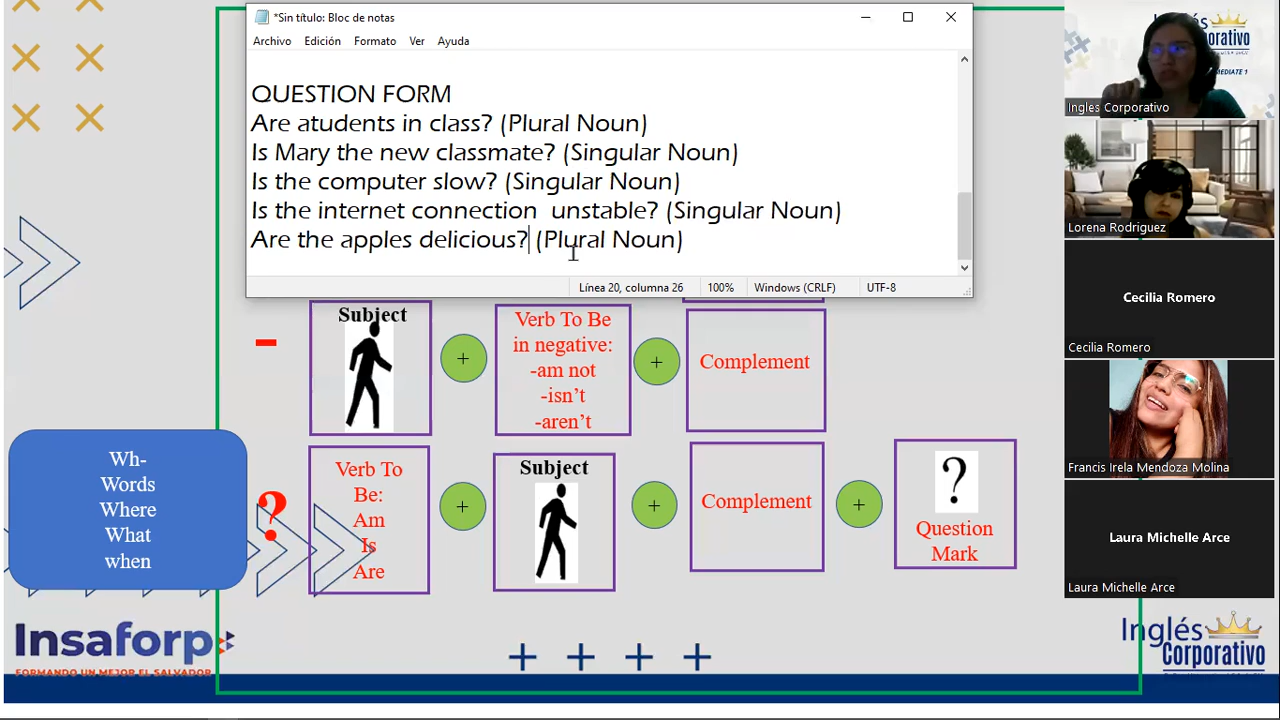 *Sin título: Bloc de notas
Archivo Edición Formato Ver Ayuda
QUESTION FORM
Are atudents in class? (Plural Noun)
Is Mary the new classmate? (Singular Noun)
Is the computer slow? (Singular Noun)
Is the internet connection  unstable? (Singular Noun)
Are the apples delicious? (Plural Noun)
Línea 20, columna 26 100% Windows (CRLF) UTF-8
-
Subject
+
Verb To Be
in negative:
-am not
-isn't
-aren't
+
Complement
Wh-
Words
Where
What
when
?
Verb To
Be:
Am
Is
Are
+
Subject
+
Complement
+
?
Question
Mark
Insaforp
FORMANDO UN MEJOR EL SALVADOR
Inglés
Corporativo
Ingles Corporativo
Lorena Rodriguez
Cecilia Romero
Cecilia Romero
Francis Irela Mendoza Molina
Laura Michelle Arce
Laura Michelle Arce